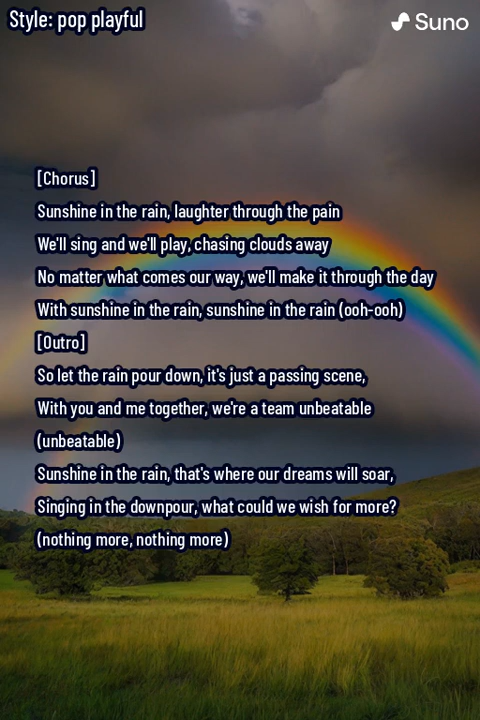 Style: pop playful
Suno
[Chorus]
Sunshine in the rain, laughter through the pain
We'll sing and we'll play, chasing clouds away
No matter what comes our way, we'll make it through the day
With sunshine in the rain, sunshine in the rain (ooh-ooh)
[Outro]
So let the rain pour down, it's just a passing scene,
With you and me together, we're a team unbeatable
(unbeatable)
Sunshine in the rain, that's where our dreams will soar,
Singing in the downpour, what could we wish for more?
(nothing more, nothing more)